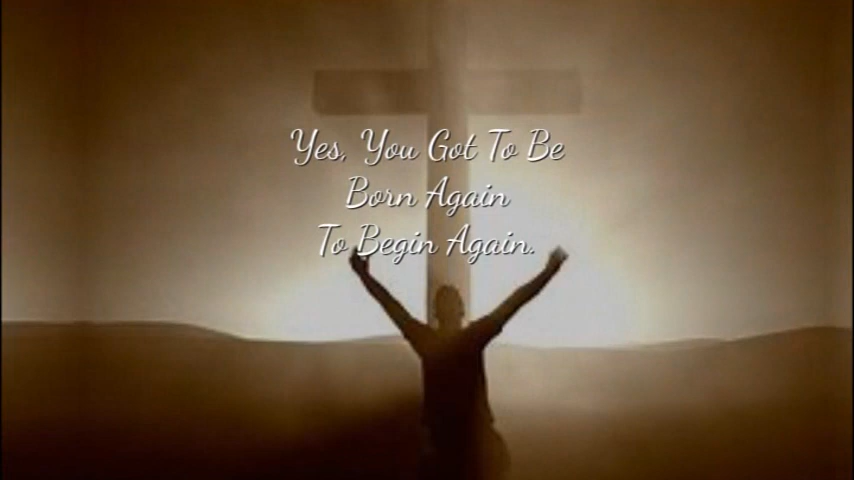 Yes, You Got To Be
Born Again
To Begin Again.